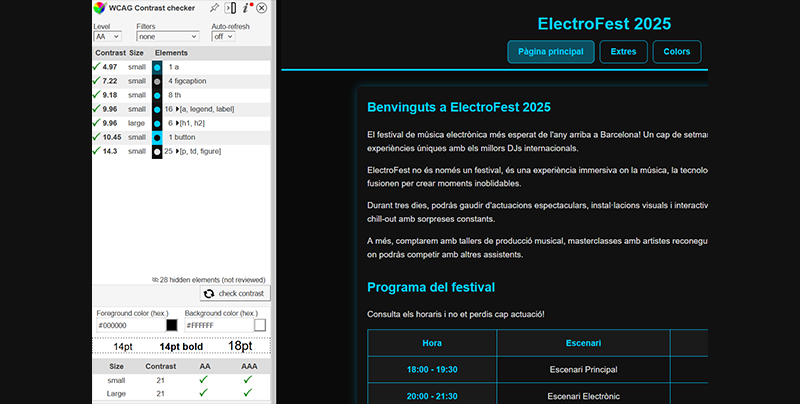 WCAG Contrast checker
Level
Filters
Auto-refresh
AA
none
off
Contrast Size Elements
4.97 small 1 a
7.22 small 4 figcaption
9.18 small 8 th
9.96 small 16 [a, legend, label]
9.96 large 6 [h1, h2]
10.45 small 1 button
14.3 small 25 [p, td, figure]
28 hidden elements (not reviewed)
check contrast
Foreground color (hex.)
Background color (hex.)
#000000
#FFFFFF
14pt 14pt bold 18pt
Size Contrast AA AAA
small 21
Large 21
ElectroFest 2025
Pàgina principal
Extres
Colors
Benvinguts a ElectroFest 2025
El festival de música electrònica més esperat de l'any arriba a Barcelona! Un cap de setmar
experiències úniques amb els millors DJs internacionals.
ElectroFest no és només un festival, és una experiència immersiva on la música, la tecnolo
fusionen per crear moments inoblidables.
Durant tres dies, podràs gaudir d'actuacions espectaculars, instal·lacions visuals i interactiv
chill-out amb sorpreses constants.
A més, comptarem amb tallers de producció musical, masterclasses amb artistes reconegu
on podràs competir amb altres assistents.
Programa del festival
Consulta els horaris i no et perdis cap actuació!
Hora Escenari
18:00 - 19:30 Escenari Principal
20:00 - 21:30 Escenari Electrònic